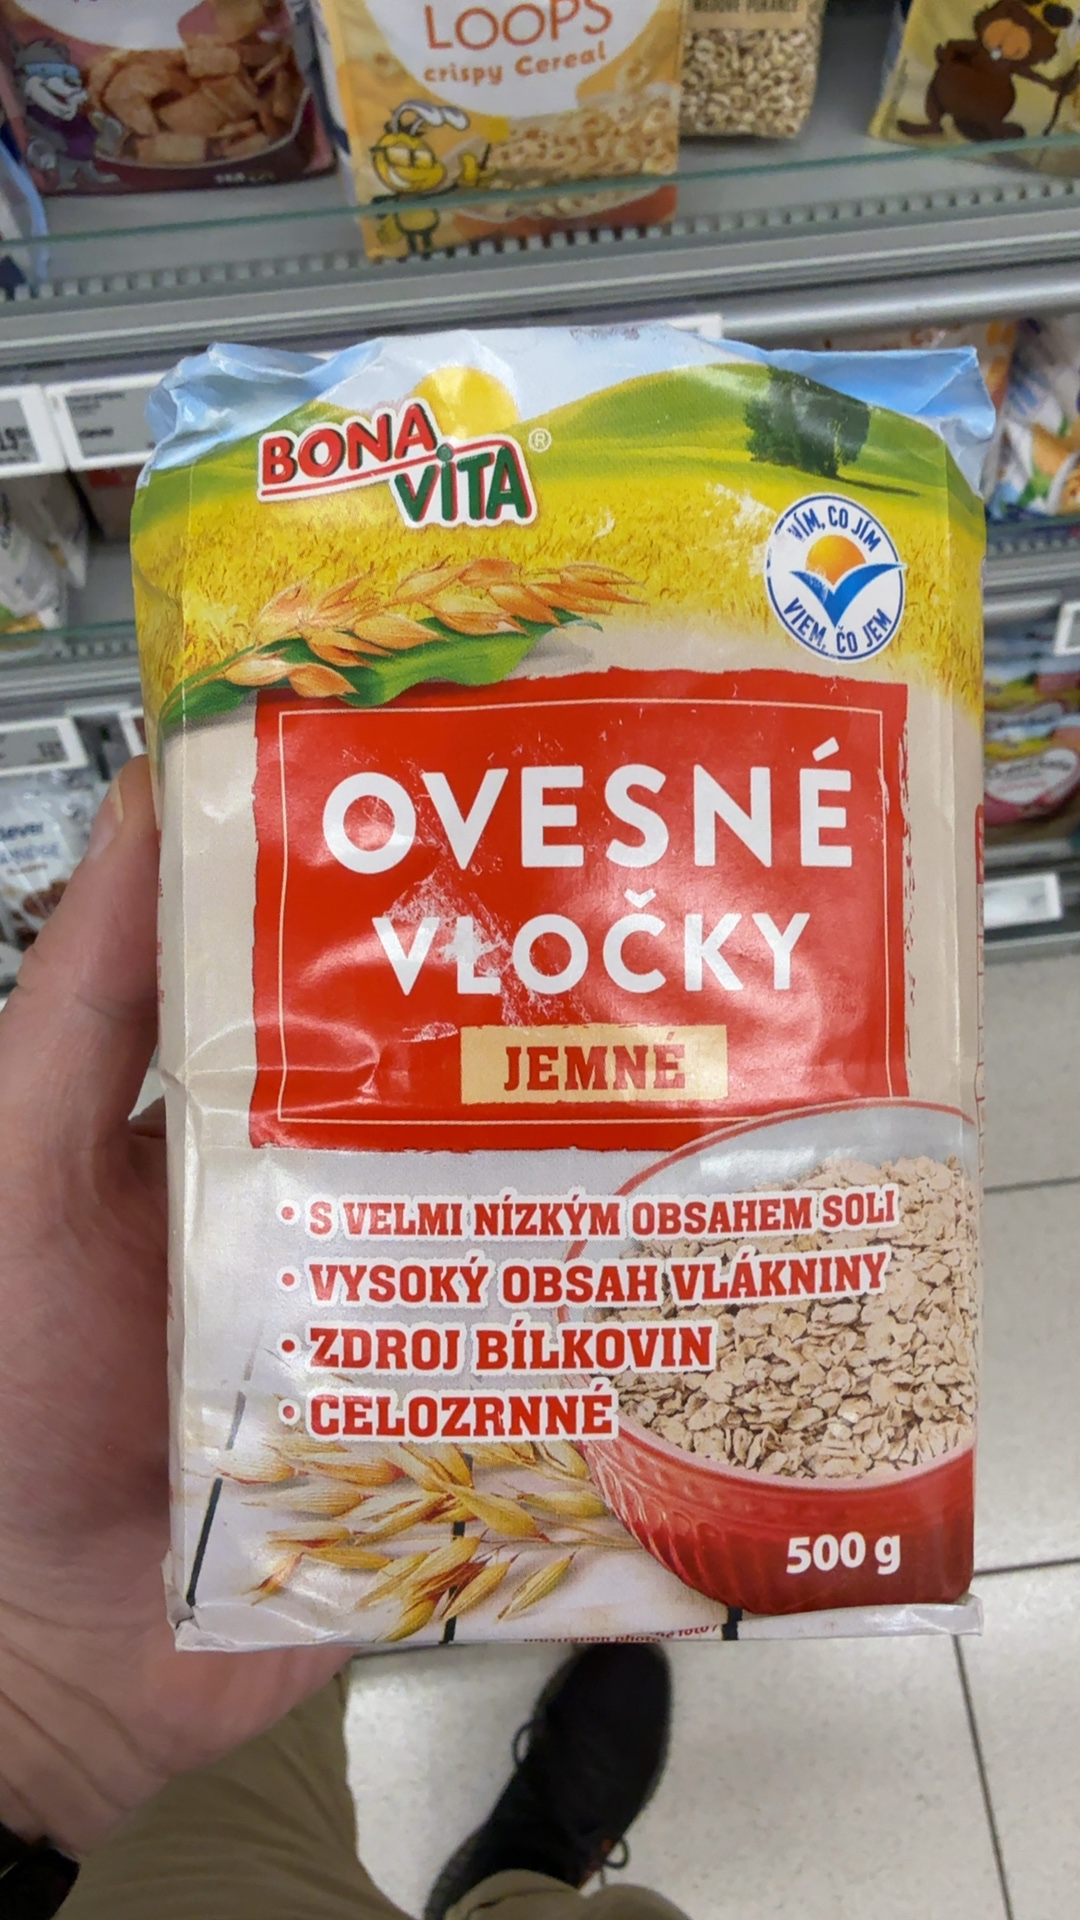 LOOPS
crispy Cereal
BONA
VITA®
VÍM, CO JÍM
VIEM, ČO JEM
OVESNÉ
VLOČKY
JEMNÉ
• S VELMI NÍZKÝM OBSAHEM SOLI
• VYSOKÝ OBSAH VLÁKNINY
• ZDROJ BÍLKOVIN
• CELOZRNNÉ
500 g